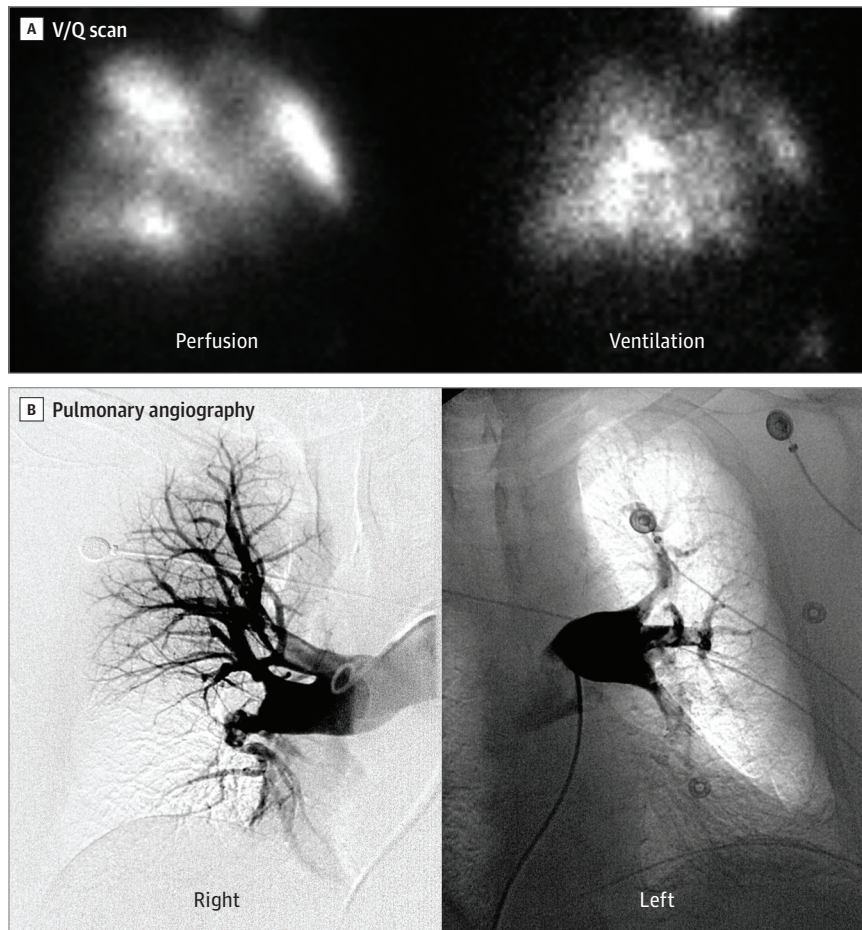 A V/Q scan
Perfusion
Ventilation
B Pulmonary angiography
Right
Left